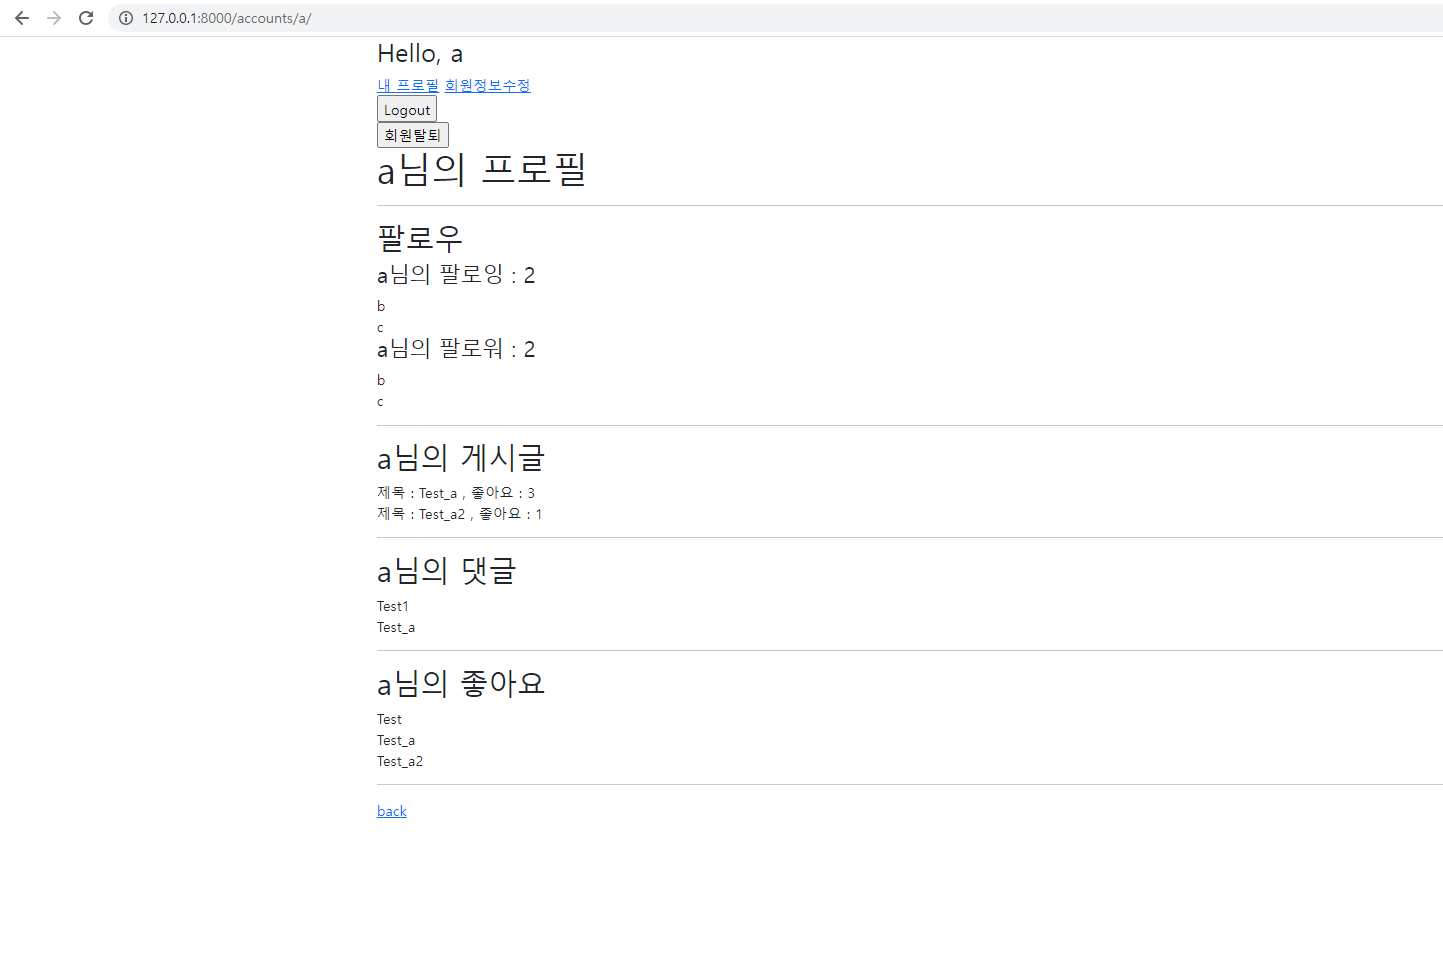 127.0.0.1:8000/accounts/a/
Hello, a
내 프로필 회원정보수정
Logout
회원탈퇴
a님의 프로필
팔로우
a님의 팔로잉 : 2
b
c
a님의 팔로워 : 2
b
c
a님의 게시글
제목 : Test_a , 좋아요 : 3
제목 : Test_a2 , 좋아요 : 1
a님의 댓글
Test1
Test_a
a님의 좋아요
Test
Test_a
Test_a2
back